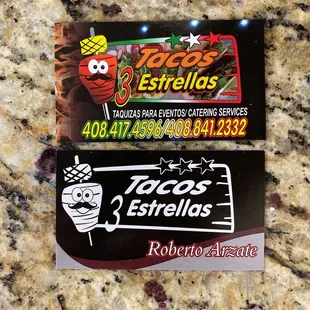 Tacos
3 Estrellas
TAQUIZAS PARA EVENTOS/ CATERING SERVICES
408.417.4596/408.841.2332
Tacos
3 Estrellas
Roberto Arzate